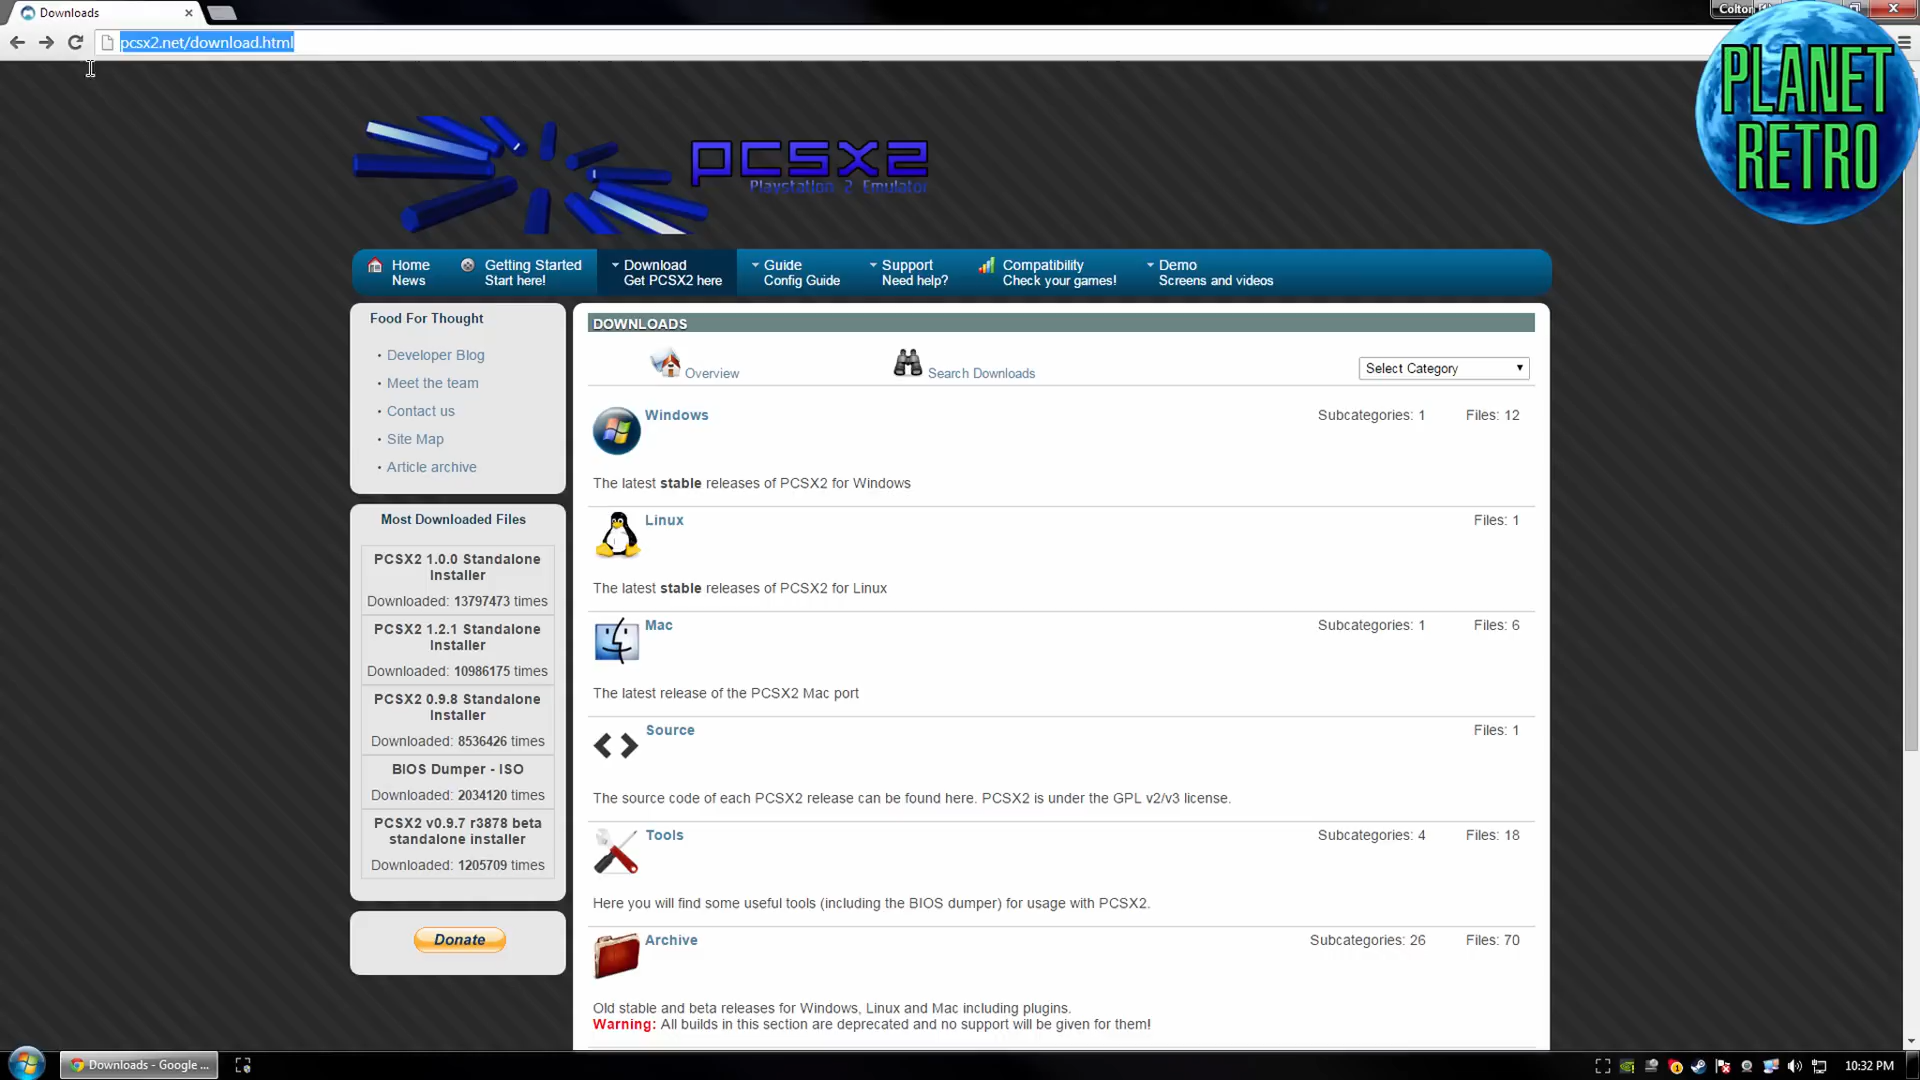 Downloads
Colton
pcsx2.net/download.html
PLANET
RETRO
pcsx2
Playstation 2 Emulator
Home
News
Getting Started
Start here!
Download
Get PCSX2 here
Guide
Config Guide
Support
Need help?
Compatibility
Check your games!
Demo
Screens and videos
Food For Thought
• Developer Blog
• Meet the team
• Contact us
• Site Map
• Article archive
Most Downloaded Files
PCSX2 1.0.0 Standalone
Installer
Downloaded: 13797473 times
PCSX2 1.2.1 Standalone
Installer
Downloaded: 10986175 times
PCSX2 0.9.8 Standalone
Installer
Downloaded: 8536426 times
BIOS Dumper - ISO
Downloaded: 2034120 times
PCSX2 v0.9.7 r3878 beta
standalone installer
Downloaded: 1205709 times
Donate
DOWNLOADS
Overview
Search Downloads
Select Category
Windows Subcategories: 1 Files: 12
The latest stable releases of PCSX2 for Windows
Linux Files: 1
The latest stable releases of PCSX2 for Linux
Mac Subcategories: 1 Files: 6
The latest release of the PCSX2 Mac port
Source Files: 1
The source code of each PCSX2 release can be found here. PCSX2 is under the GPL v2/v3 license.
Tools Subcategories: 4 Files: 18
Here you will find some useful tools (including the BIOS dumper) for usage with PCSX2.
Archive Subcategories: 26 Files: 70
Old stable and beta releases for Windows, Linux and Mac including plugins.
Warning: All builds in this section are deprecated and no support will be given for them!
Downloads - Google ...
10:32 PM